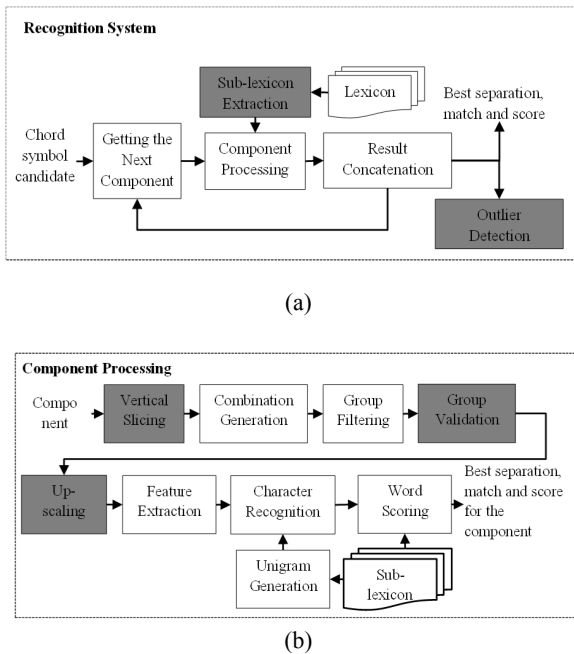 Recognition System
Sub-lexicon
Extraction
Lexicon
Best separation,
match and score
Chord
symbol
candidate
Getting the
Next
Component
Component
Processing
Result
Concatenation
Outlier
Detection
(a)
Component Processing
Compo
nent
Vertical
Slicing
Combination
Generation
Group
Filtering
Group
Validation
Up-
scaling
Feature
Extraction
Character
Recognition
Word
Scoring
Best separation,
match and score
for the
component
Unigram
Generation
Sub-
lexicon
(b)